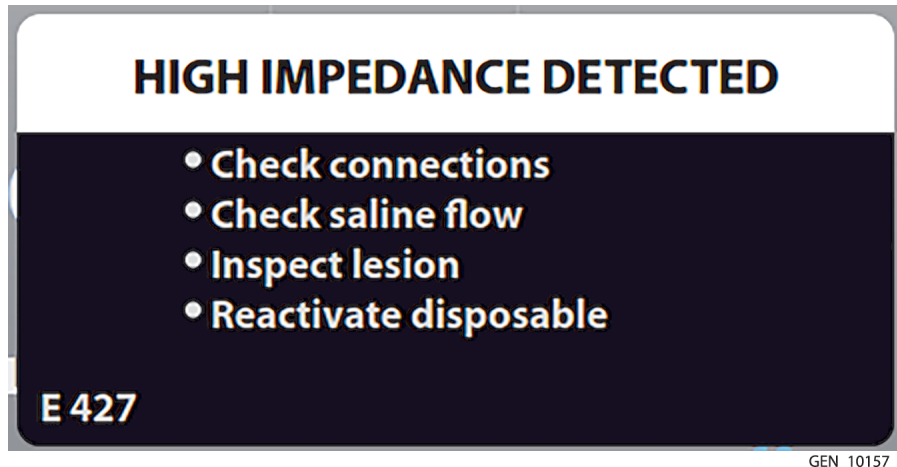 HIGH IMPEDANCE DETECTED
• Check connections
• Check saline flow
• Inspect lesion
• Reactivate disposable
E 427
GEN 10157